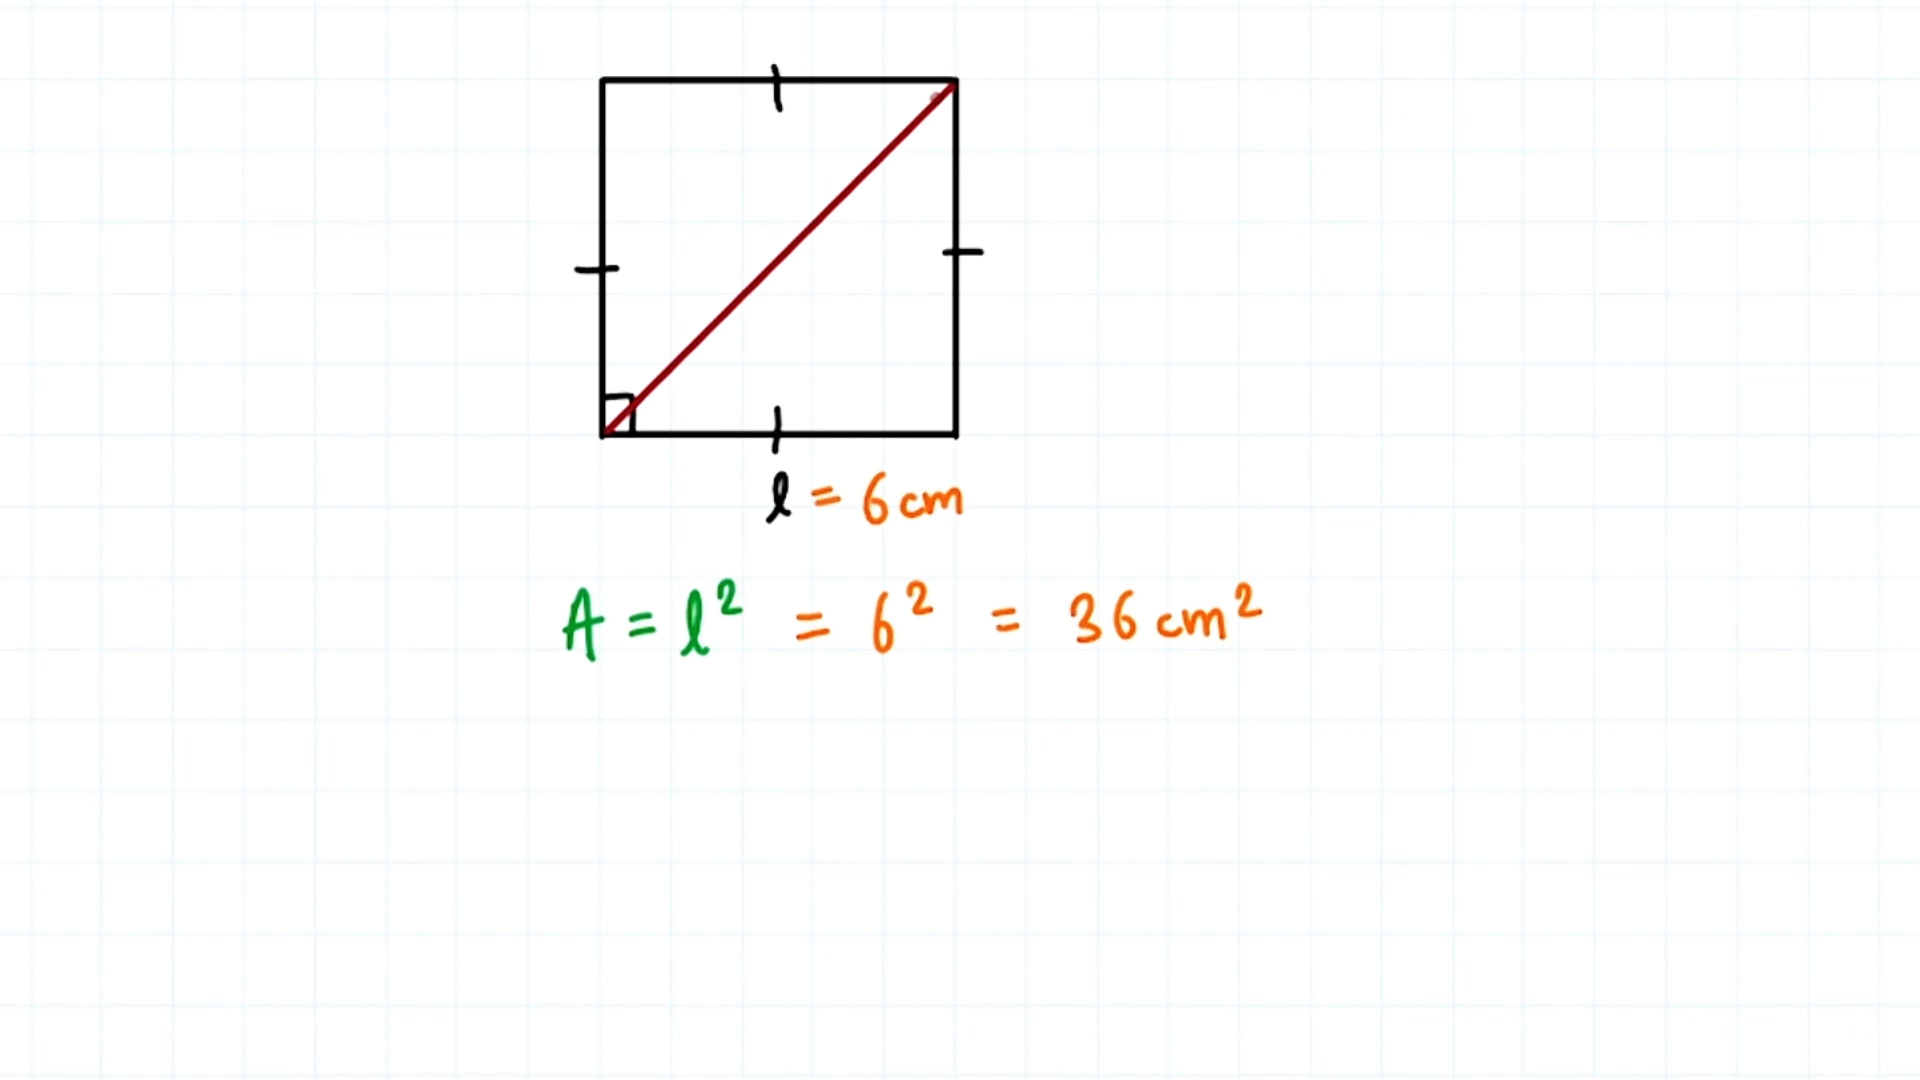 l = 6 cm
A = l² = 6² = 36 cm²